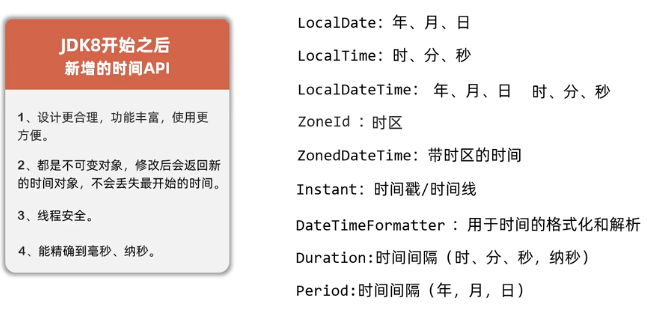 JDK8开始之后
新增的时间API
1、设计更合理，功能丰富，使用更
方便。
2、都是不可变对象，修改后会返回新
的时间对象，不会丢失最开始的时间。
3、线程安全。
4、能精确到毫秒、纳秒。
LocalDate：年、月、日
LocalTime：时、分、秒
LocalDateTime： 年、月、日 时、分、秒
ZoneId ：时区
ZonedDateTime：带时区的时间
Instant：时间戳/时间线
DateTimeFormatter ：用于时间的格式化和解析
Duration:时间间隔（时、分、秒，纳秒）
Period:时间间隔（年，月，日）